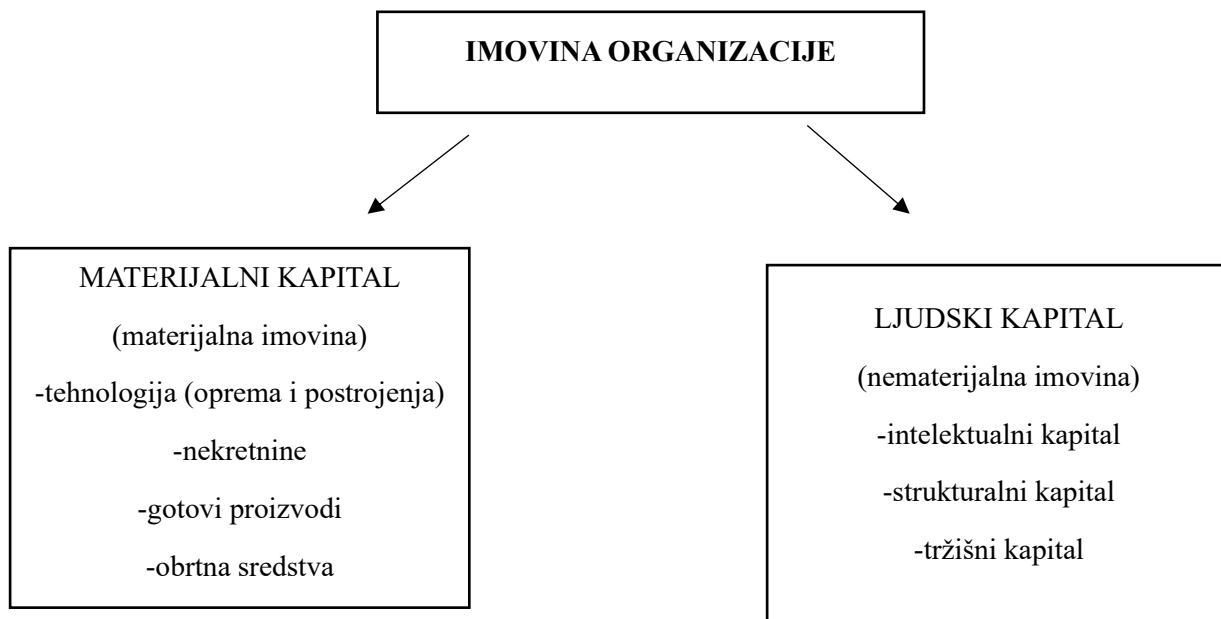 IMOVINA ORGANIZACIJE
MATERIJALNI KAPITAL
(materijalna imovina)
-tehnologija (oprema i postrojenja)
-nekretnine
-gotovi proizvodi
-obrtna sredstva
LJUDSKI KAPITAL
(nematerijalna imovina)
-intelektualni kapital
-strukturalni kapital
-tržišni kapital